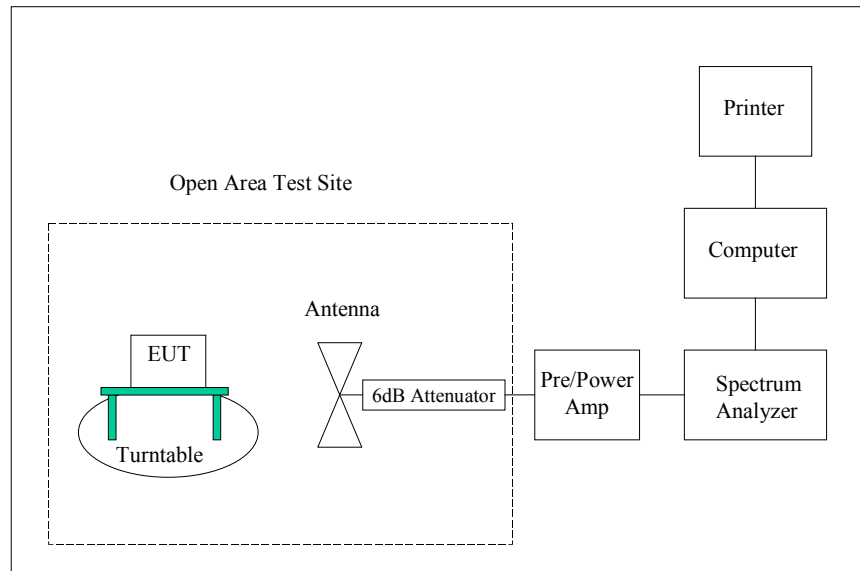 Printer
Open Area Test Site
Computer
Antenna
EUT
6dB Attenuator
Pre/Power
Amp
Spectrum
Analyzer
Turntable